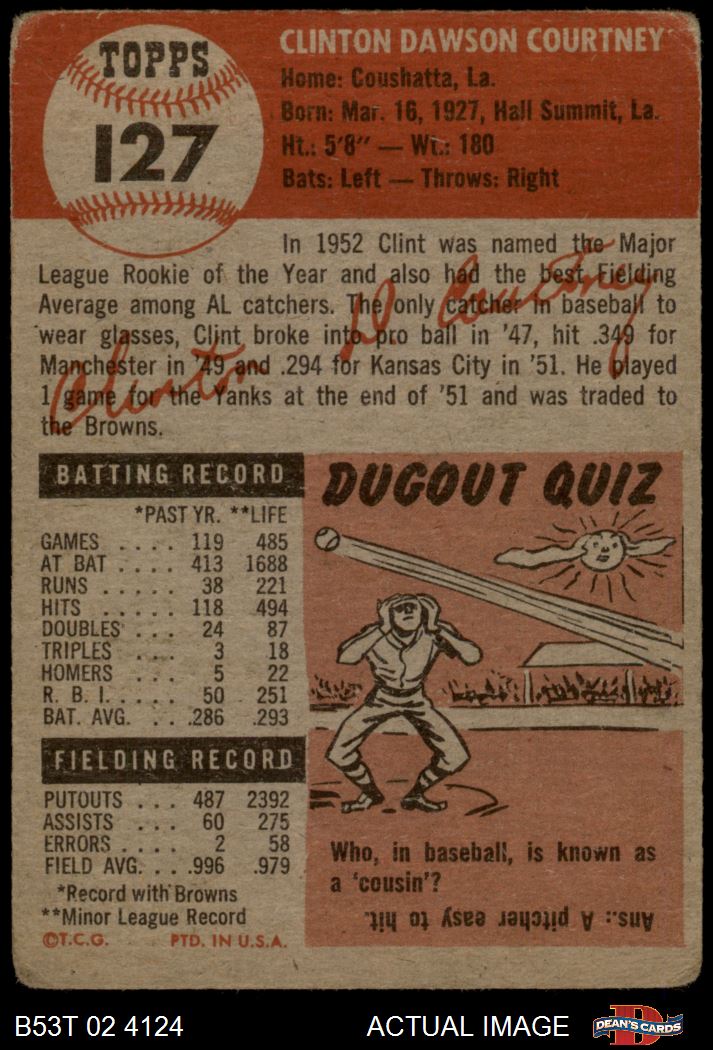 TOPPS
127
CLINTON DAWSON COURTNEY
Home: Coushatta, La.
Born: Mar. 16, 1927, Hall Summit, La.
Ht.: 5'8" — Wt.: 180
Bats: Left — Throws: Right
In 1952 Clint was named the Major
League Rookie of the Year and also had the best Fielding
Average among AL catchers. The only catcher in baseball to
wear glasses, Clint broke into pro ball in '47, hit .349 for
Manchester in '49 and .294 for Kansas City in '51. He played
1 game for the Yanks at the end of '51 and was traded to
the Browns.
Clinton D Courtney
BATTING RECORD
*PAST YR. **LIFE
GAMES .... 119 485
AT BAT .... 413 1688
RUNS ..... 38 221
HITS ..... 118 494
DOUBLES ... 24 87
TRIPLES ... 3 18
HOMERS ... 5 22
R. B. I. .... 50 251
BAT. AVG. ... .286 .293
FIELDING RECORD
PUTOUTS ... 487 2392
ASSISTS ... 60 275
ERRORS .... 2 58
FIELD AVG. ... .996 .979
*Record with Browns
**Minor League Record
©T.C.G. PTD. IN U.S.A.
DUGOUT QUIZ
Who, in baseball, is known as
a 'cousin'?
Ans.: A pitcher easy to hit.
B53T 02 4124 ACTUAL IMAGE
D
DEAN'S CARDS